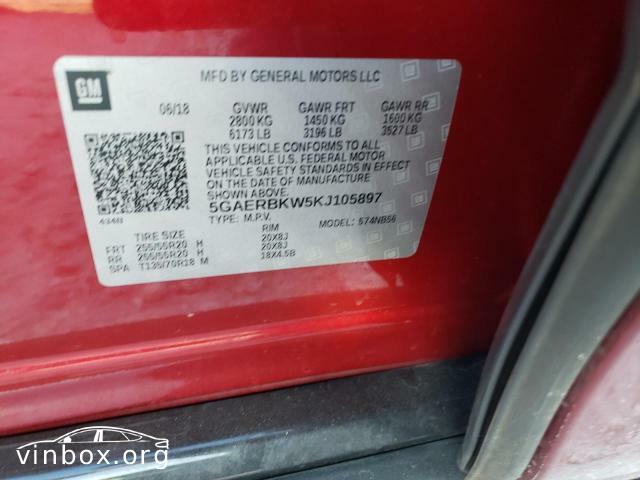 GM
MFD BY GENERAL MOTORS LLC
06/18 GVWR GAWR FRT GAWR RR
2800 KG 1450 KG 1600 KG
6173 LB 3196 LB 3527 LB
THIS VEHICLE CONFORMS TO ALL
APPLICABLE U.S. FEDERAL MOTOR
VEHICLE SAFETY STANDARDS IN EFFECT
ON THE DATE OF MANUFACTURE
SHOWN ABOVE.
5GAERBKW5KJ105897
TYPE: M.P.V. MODEL:
TIRE SIZE RIM
FRT 255/55R20 H 20X8J
RR 255/55R20 H 20X8J
SPA T135/70R18 M 18X4.5B
vinbox.org